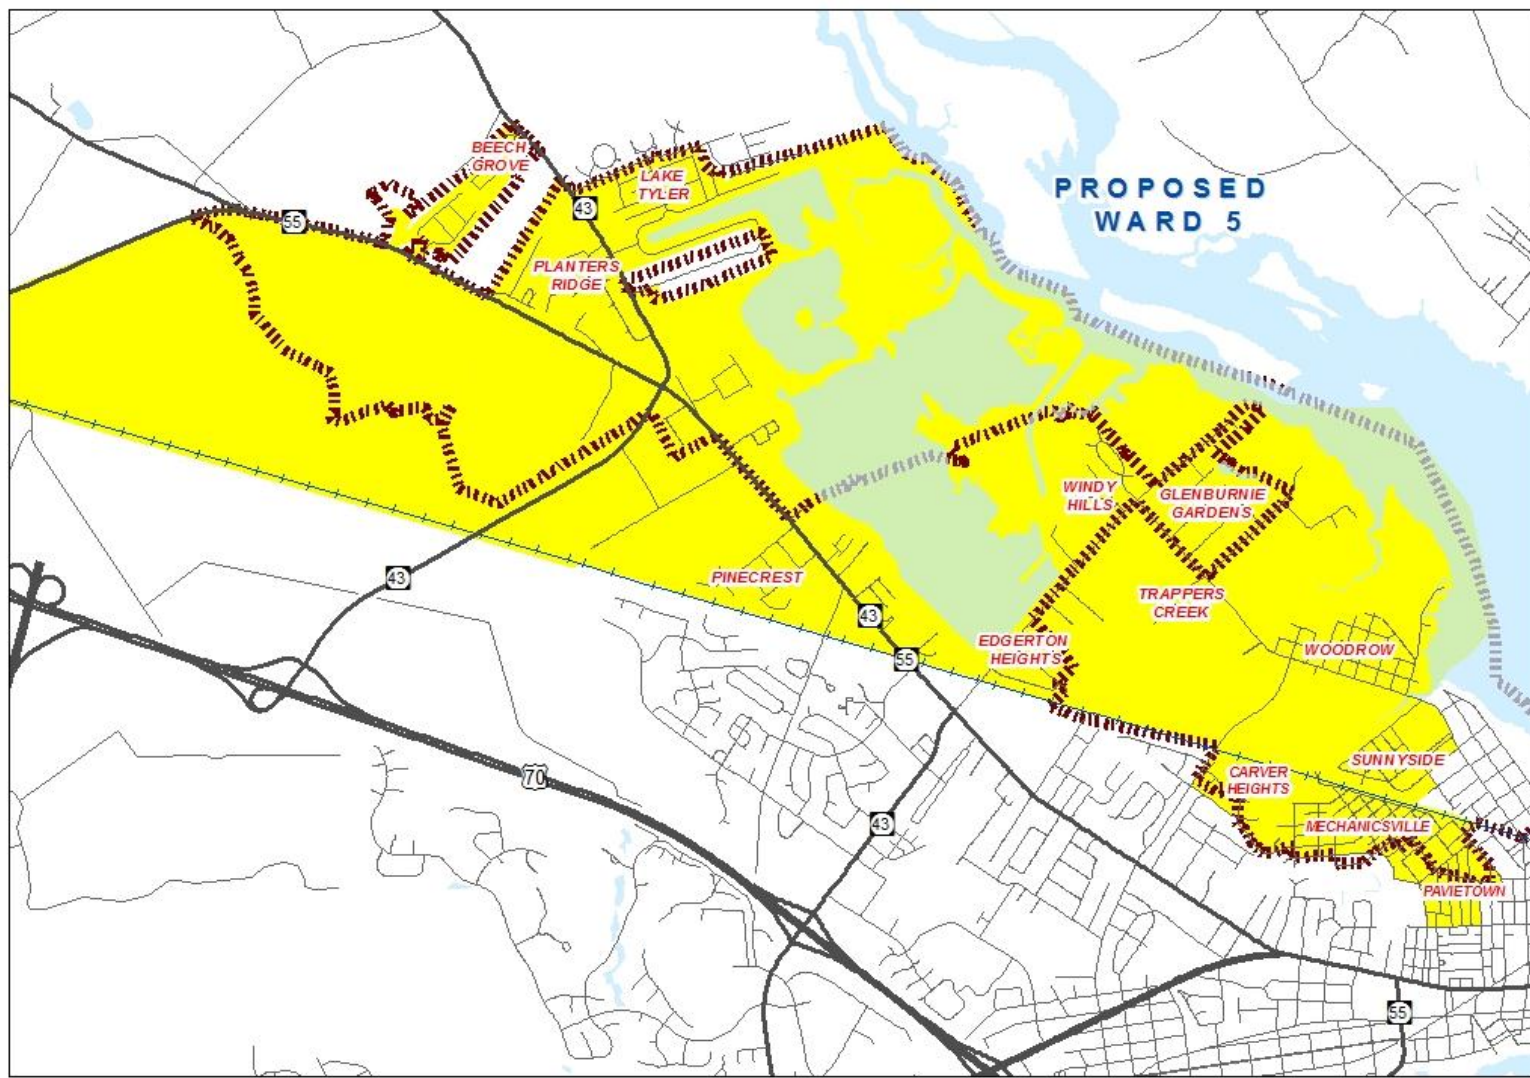 BEECH
GROVE
LAKE
TYLER
PROPOSED
WARD 5
55
43
PLANTERS
RIDGE
WINDY
HILLS
GLENBURNIE
GARDENS
43
PINECREST
TRAPPERS
CREEK
43
EDGERTON
HEIGHTS
55
WOODROW
70
SUNNYSIDE
CARVER
HEIGHTS
43
MECHANICSVILLE
PAVIETOWN
55